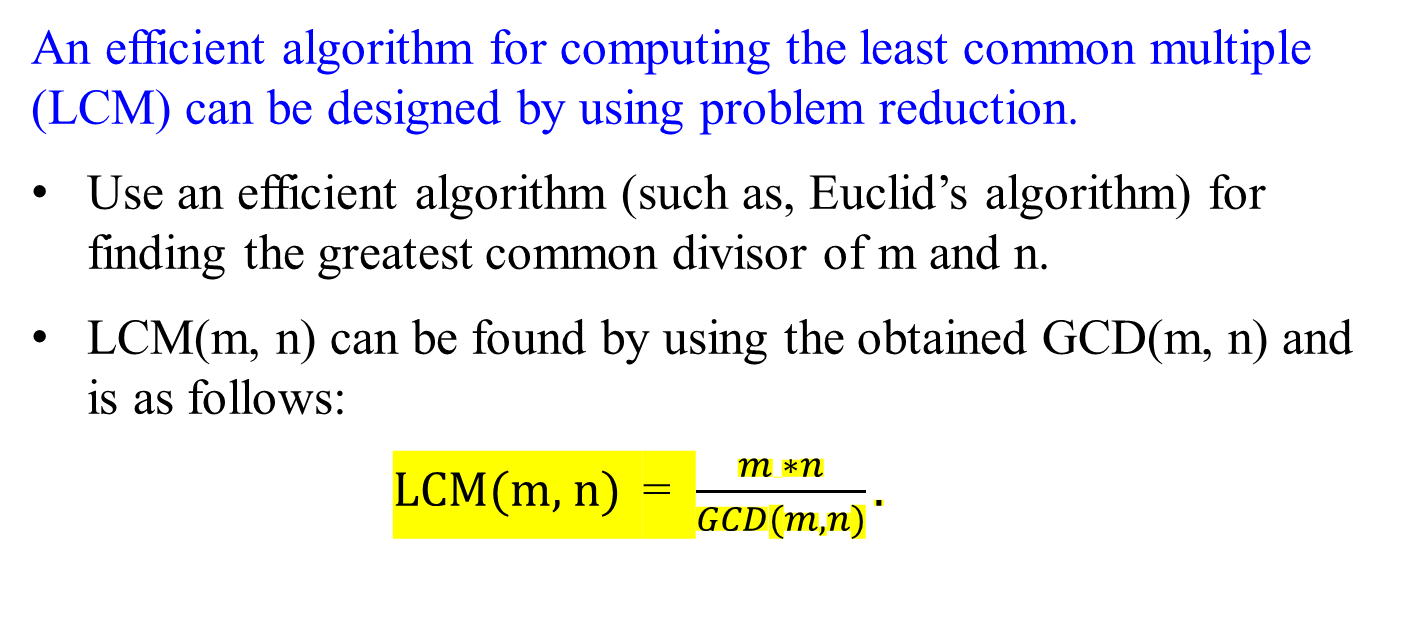 An efficient algorithm for computing the least common multiple
(LCM) can be designed by using problem reduction.
• Use an efficient algorithm (such as, Euclid’s algorithm) for
finding the greatest common divisor of m and n.
• LCM(m, n) can be found by using the obtained GCD(m, n) and
is as follows:
m *n
LCM(m, n) = .
GCD(m,n)